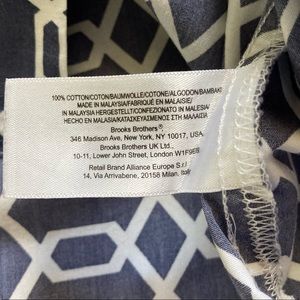 100% COTTON/COTON/BAUMWOLLE/COTONE/ALGODON/ΒΑΜΒΑΚΙ
MADE IN MALAYSIA/FABRIQUÉ EN MALAISIE/
IN MALAYSIA HERGESTELLT/CONFEZIONATO IN MALESIA/
HECHO EN MALASIA/ΚΑΤΑΣΚΕΥΑΣΜΕΝΟΣ ΣΤΗ ΜΑΛΑΙΣΙΑ
Brooks Brothers®
346 Madison Ave, New York, NY 10017, USA.
Brooks Brothers UK Ltd.,
10-11, Lower John Street, London W1F9EB
Retail Brand Alliance Europe S.r.l
14, Via Arrivabene, 20158 Milan, Italy